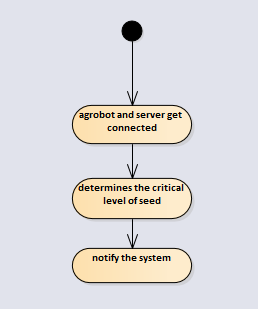 agrobot and server get
connected
determines the critical
level of seed
notify the system